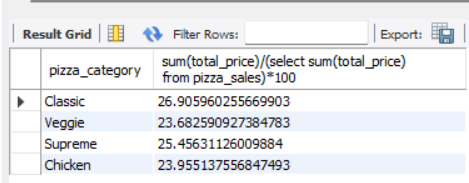 Result Grid Filter Rows: Export:
pizza_category sum(total_price)/(select sum(total_price)
from pizza_sales)*100
Classic 26.905960255669903
Veggie 23.682590927384783
Supreme 25.45631126009884
Chicken 23.955137556847493